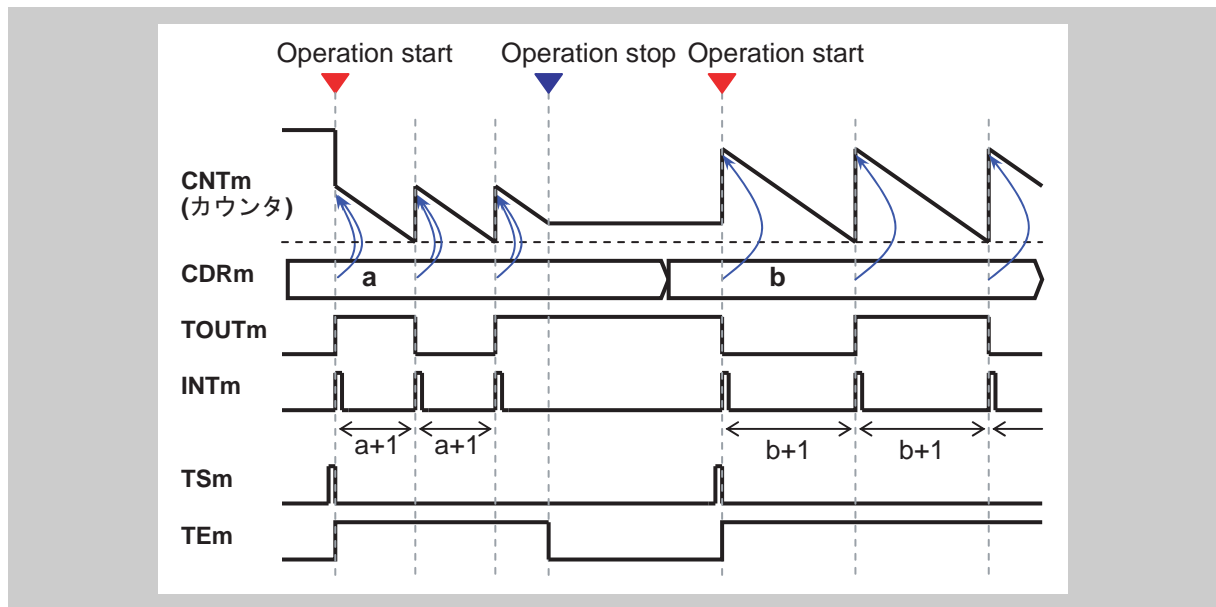 Operation start Operation stop Operation start
CNTm
(カウンタ)
CDRm a b
TOUTm
INTm
a+1 a+1 b+1 b+1
TSm
TEm